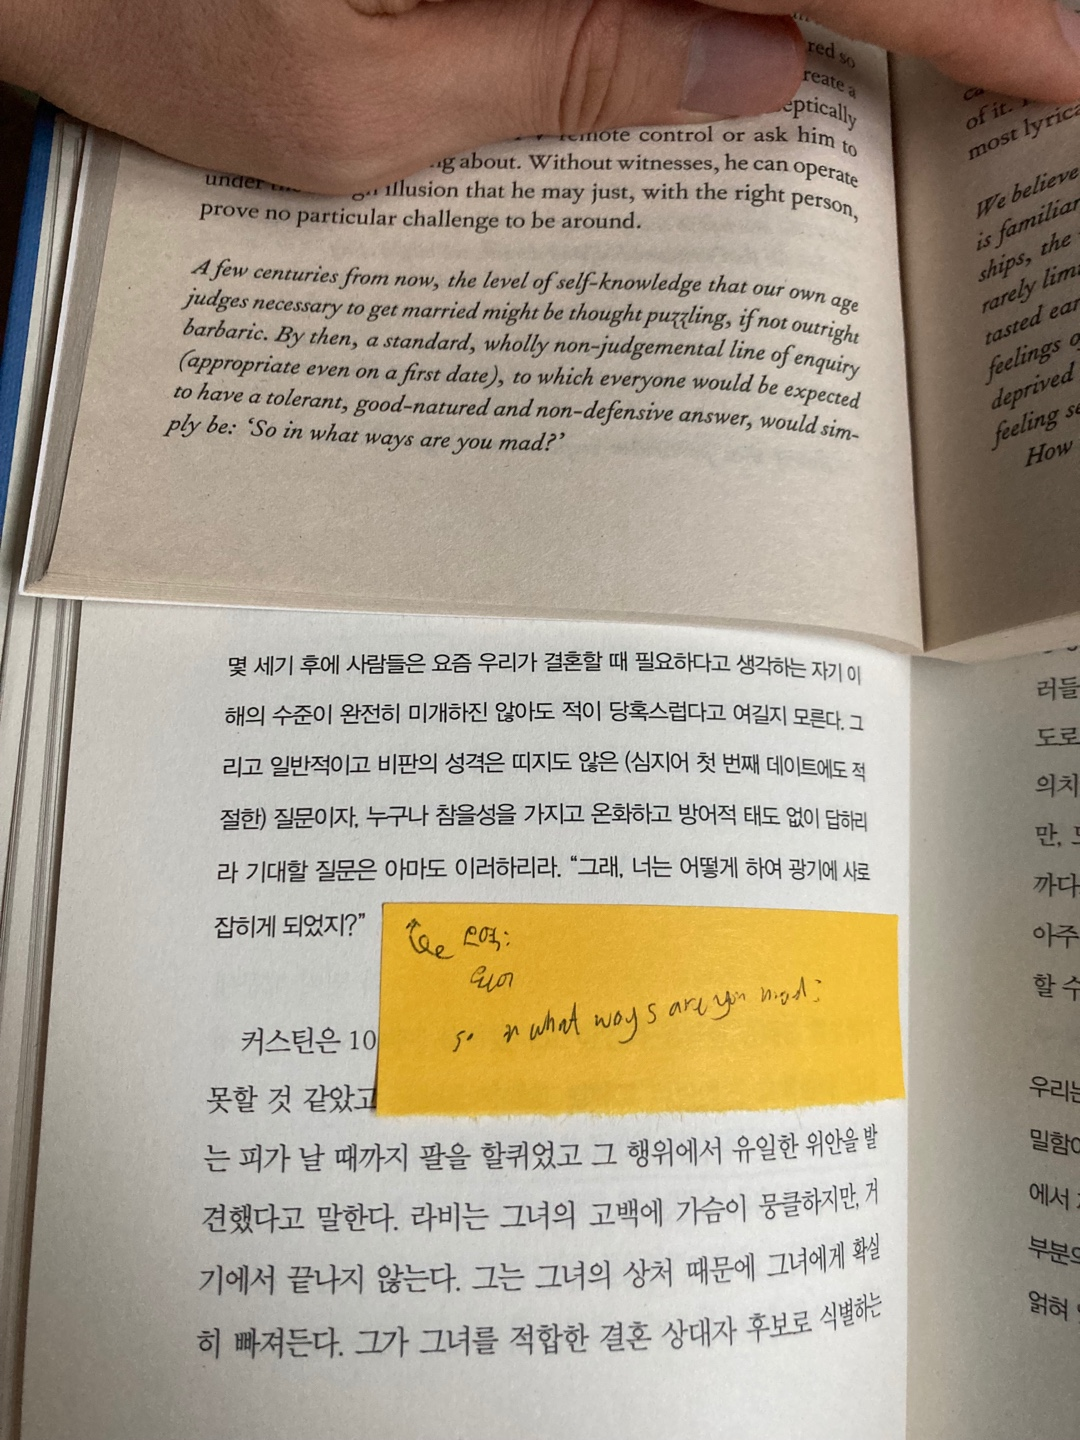 red so
reate a
eptically
remote control or ask him to
about. Without witnesses, he can operate
under illusion that he may just, with the right person,
prove no particular challenge to be around.
A few centuries from now, the level of self-knowledge that our own age
judges necessary to get married might be thought puzzling, if not outright
barbaric. By then, a standard, wholly non-judgemental line of enquiry
(appropriate even on a first date), to which everyone would be expected
to have a tolerant, good-natured and non-defensive answer, would sim-
ply be: ‘So in what ways are you mad?’
of it.
most lyrica
We believe
is familiar
ships, the
rarely limi
tasted ear
feelings o
deprived
feeling se
How
몇 세기 후에 사람들은 요즘 우리가 결혼할 때 필요하다고 생각하는 자기 이
해의 수준이 완전히 미개하진 않아도 적이 당혹스럽다고 여길지 모른다. 그
리고 일반적이고 비판의 성격은 띠지도 않은 (심지어 첫 번째 데이트에도 적
절한) 질문이자, 누구나 참을성을 가지고 온화하고 방어적 태도 없이 답하리
라 기대할 질문은 아마도 이러하리라. “그래, 너는 어떻게 하여 광기에 사로
잡히게 되었지?”
오역:
원어
so in what ways are you mad?
커스틴은 10
못할 것 같았고
는 피가 날 때까지 팔을 할퀴었고 그 행위에서 유일한 위안을 발
견했다고 말한다. 라비는 그녀의 고백에 가슴이 뭉클하지만, 거
기에서 끝나지 않는다. 그는 그녀의 상처 때문에 그녀에게 확실
히 빠져든다. 그가 그녀를 적합한 결혼 상대자 후보로 식별하는
러들
도로
의치
만,
까다
아주
할 수
우리는
밀함이
에서
부분으
얽혀